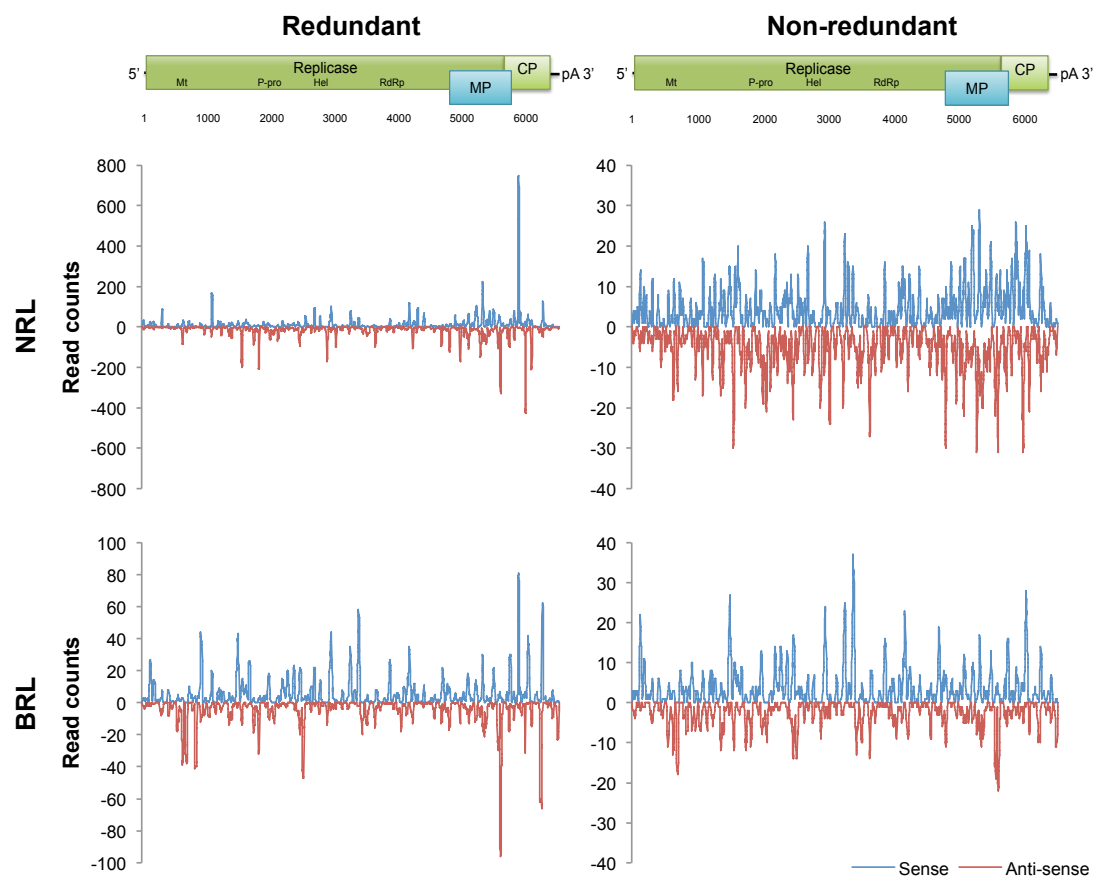 Redundant
Non-redundant
5' Replicase CP pA 3'
Mt P-pro Hel RdRp
MP
1 1000 2000 3000 4000 5000 6000
5' Replicase CP pA 3'
Mt P-pro Hel RdRp
MP
1 1000 2000 3000 4000 5000 6000
NRL
Read counts
800
600
400
200
0
-200
-400
-600
-800
40
30
20
10
0
-10
-20
-30
-40
BRL
Read counts
100
80
60
40
20
0
-20
-40
-60
-80
-100
40
30
20
10
0
-10
-20
-30
-40
Sense Anti-sense